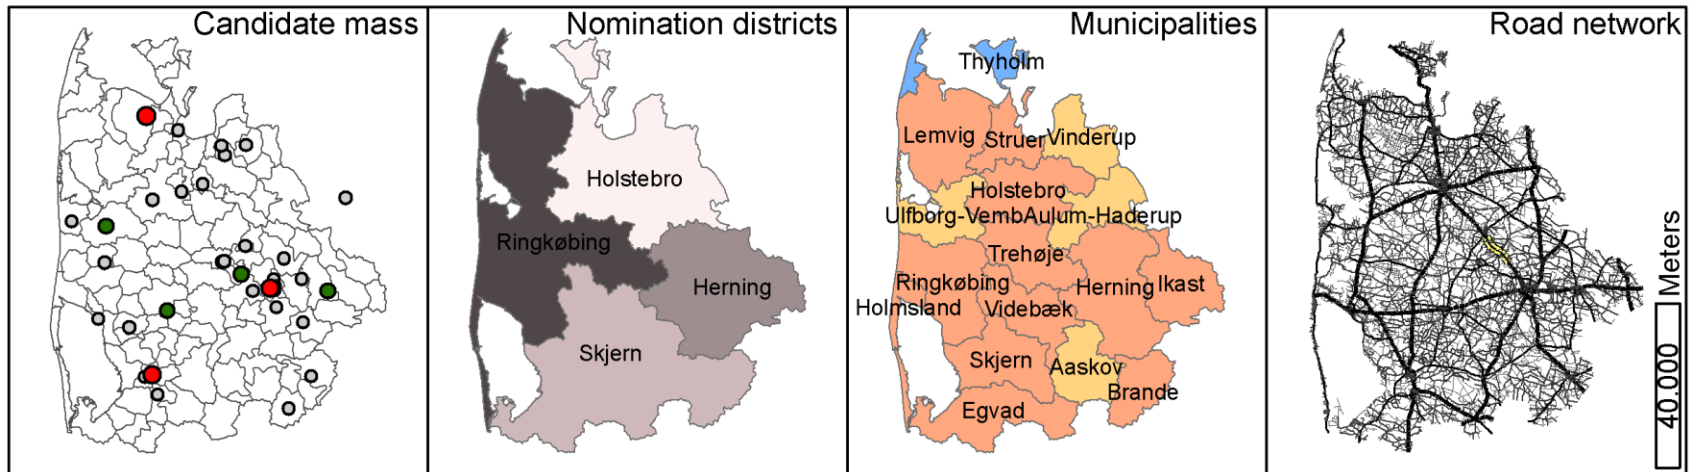 Candidate mass
Nomination districts
Holstebro
Ringkøbing
Herning
Skjern
Municipalities
Thyholm
Lemvig
Struer
Vinderup
Holstebro
Ulfborg-Vemb
Aulum-Haderup
Trehøje
Ringkøbing
Herning
Ikast
Holmsland
Videbæk
Skjern
Aaskov
Brande
Egvad
Road network
40.000 Meters